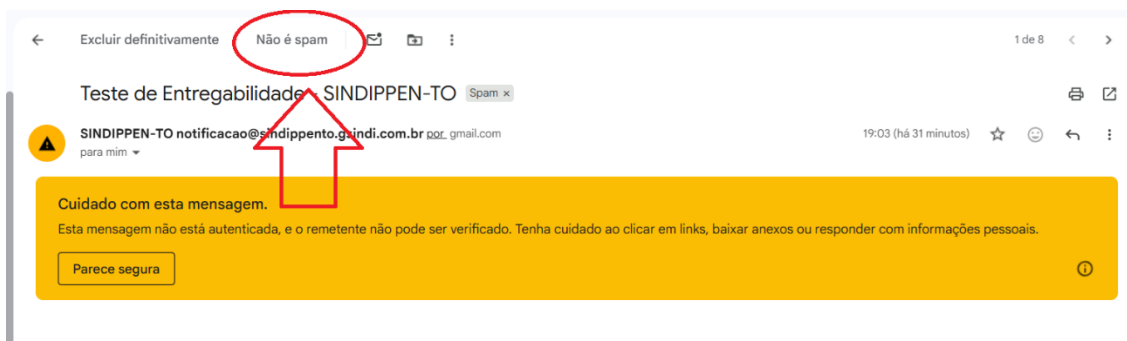 Excluir definitivamente Não é spam 1 de 8
Teste de Entregabilidade - SINDIPPEN-TO Spam x
SINDIPPEN-TO notificacao@sindippento.gsindi.com.br por gmail.com 19:03 (há 31 minutos)
para mim
Cuidado com esta mensagem.
Esta mensagem não está autenticada, e o remetente não pode ser verificado. Tenha cuidado ao clicar em links, baixar anexos ou responder com informações pessoais.
Parece segura